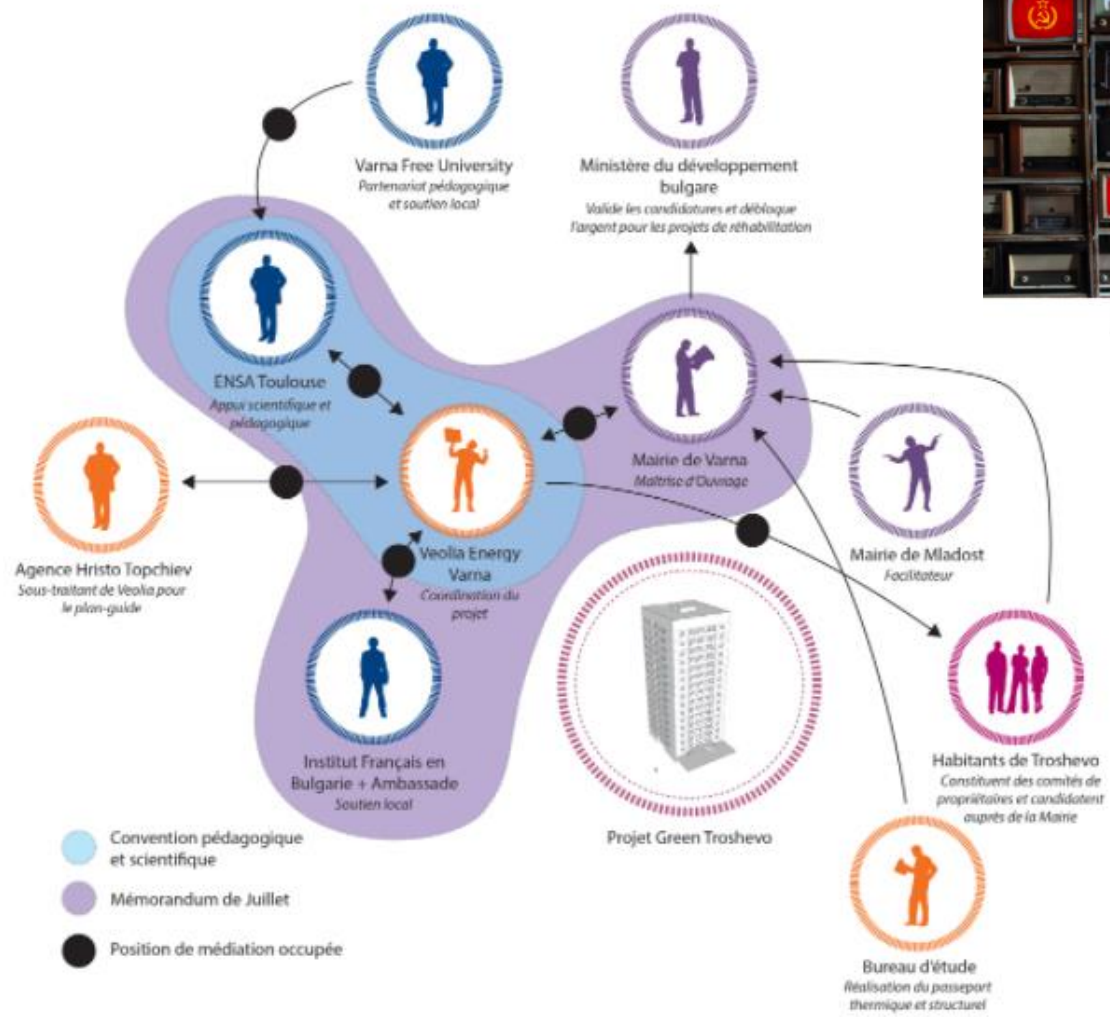 Varna Free University
Partenariat pédagogique
et soutien local
Ministère du développement
bulgare
Valide les candidatures et débloque
l'argent pour les projets de réhabilitation
ENSA Toulouse
Appui scientifique et
pédagogique
Mairie de Varna
Maîtrise d'Ouvrage
Agence Hristo Topchiev
Sous-traitant de Veolia pour
le plan-guide
Veolia Energy
Varna
Coordination du
projet
Mairie de Mladost
Facilitateur
Institut Français en
Bulgarie + Ambassade
Soutien local
Habitants de Troshevo
Constituent des comités de
propriétaires et candidatent
auprès de la Mairie
Projet Green Troshevo
Convention pédagogique
et scientifique
Mémorandum de Juillet
Position de médiation occupée
Bureau d'étude
Réalisation du passeport
thermique et structurel